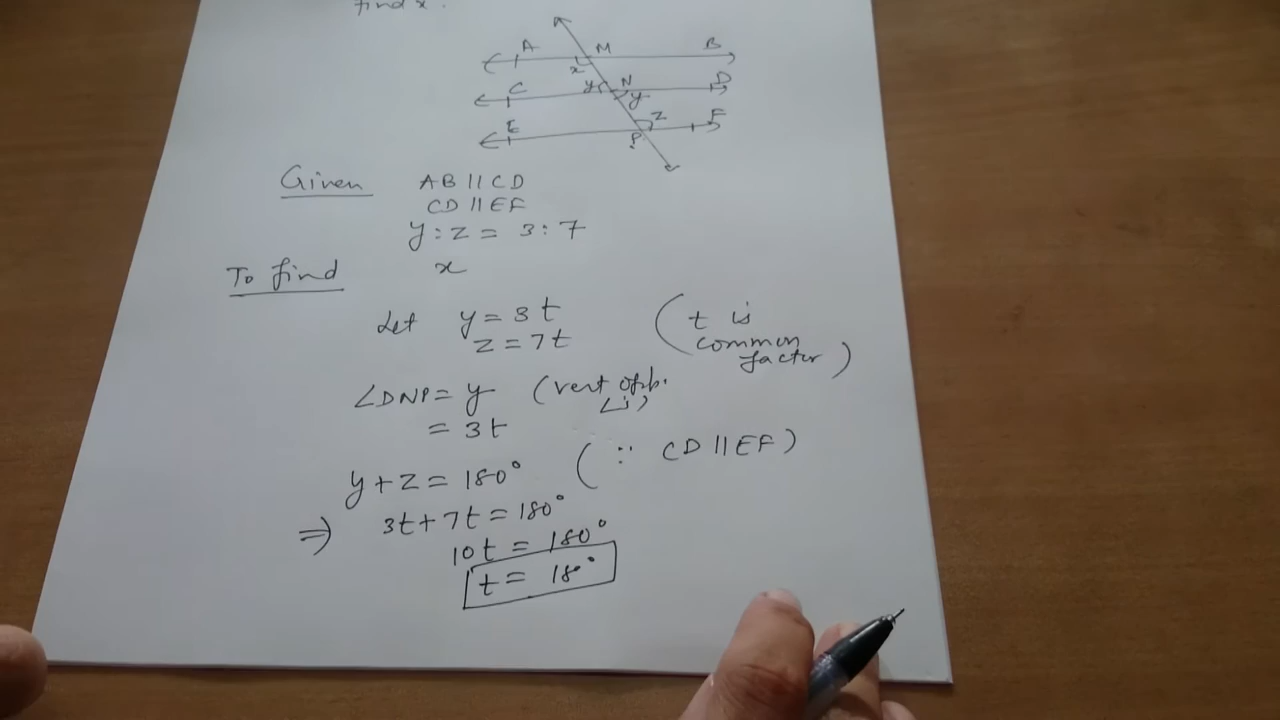 find x.
A M B
x
C y N D
y
E z F
P
Given AB || CD
CD || EF
y : z = 3 : 7
To find x
Let y = 3t (t is
z = 7t common
factor)
∠DNP = y (vert opp.
= 3t ∠s)
y + z = 180° (∵ CD || EF)
⇒ 3t + 7t = 180°
10t = 180°
t = 18°